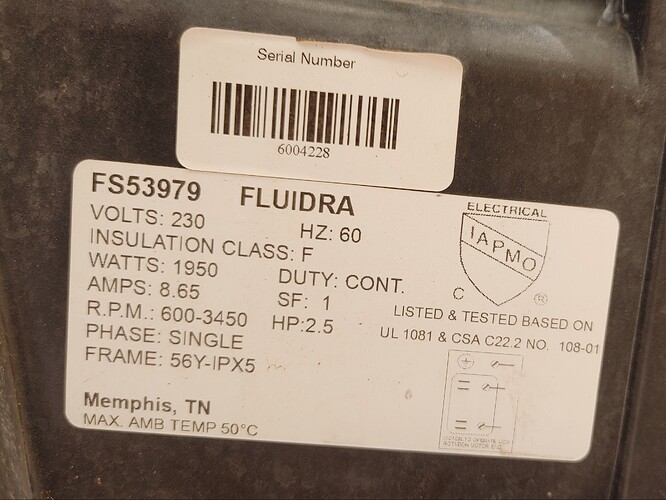 Serial Number
6004228
FS53979 FLUIDRA
VOLTS: 230 HZ: 60
INSULATION CLASS: F
WATTS: 1950 DUTY: CONT.
AMPS: 8.65 SF: 1
R.P.M.: 600-3450 HP:2.5
PHASE: SINGLE
FRAME: 56Y-IPX5
Memphis, TN
MAX. AMB TEMP 50°C
ELECTRICAL
IAPMO
C ®
LISTED & TESTED BASED ON
UL 1081 & CSA C22.2 NO. 108-01